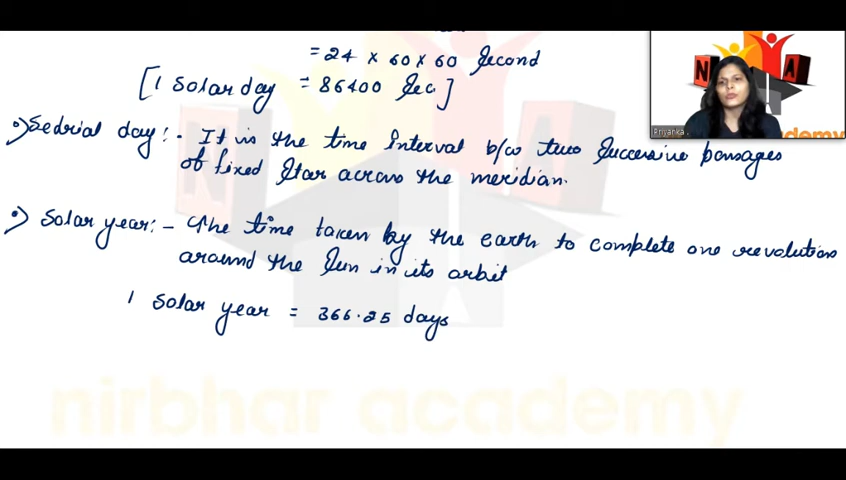 = 24 × 60 × 60 Second
[1 Solar day = 86400 Sec]
Sedrial day :- It is the time Interval b/w two Successive passages
of fixed Star across the meridian.
Solar year :- The time taken by the earth to complete one revolution
around the Sun in its orbit
1 Solar year = 366.25 days
N A
Priyanka
demy
nirbhar academy